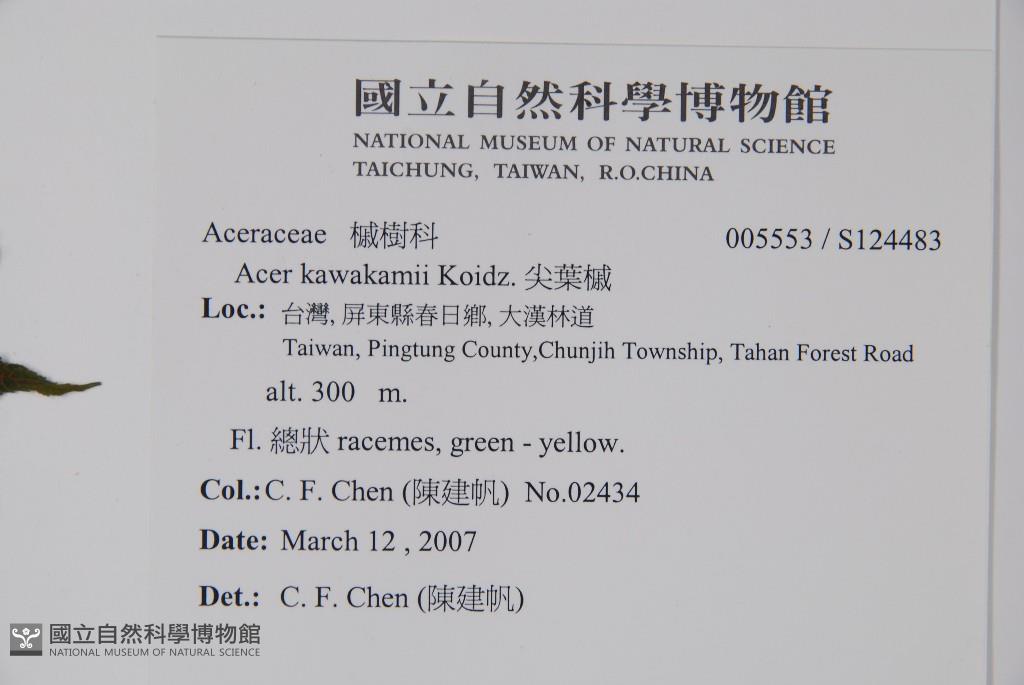 國立自然科學博物館
NATIONAL MUSEUM OF NATURAL SCIENCE
TAICHUNG, TAIWAN, R.O.CHINA
Aceraceae 槭樹科 005553 / S124483
Acer kawakamii Koidz. 尖葉槭
Loc.: 台灣, 屏東縣春日鄉, 大漢林道
Taiwan, Pingtung County,Chunjih Township, Tahan Forest Road
alt. 300 m.
Fl. 總狀 racemes, green - yellow.
Col.:C. F. Chen (陳建帆) No.02434
Date: March 12 , 2007
Det.: C. F. Chen (陳建帆)
國立自然科學博物館
NATIONAL MUSEUM OF NATURAL SCIENCE